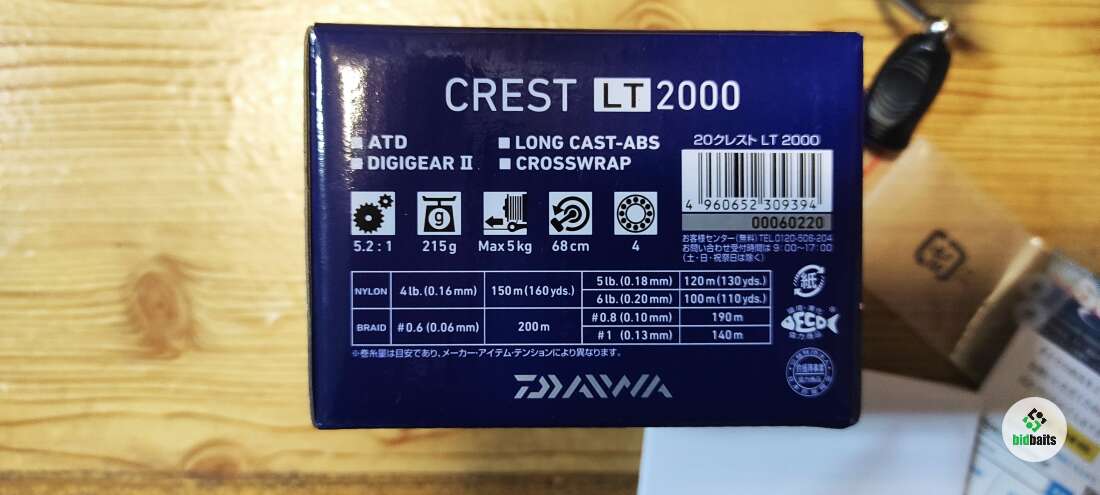 CREST LT 2000
ATD
DIGIGEAR II
LONG CAST-ABS
CROSSWRAP
20クレスト LT 2000
4 960652 309394
00060220
お客様センター(無料)TEL 0120-506-204
お問い合わせ受付時間は 9:00〜17:00
(土・日・祝祭日は除く)
g
5.2 : 1
215g
Max 5 kg
68 cm
4
NYLON 4 lb. (0.16 mm) 150 m (160 yds.) 5 lb. (0.18 mm) 120 m (130 yds.)
6 lb. (0.20 mm) 100 m (110 yds.)
BRAID #0.6 (0.06 mm) 200 m #0.8 (0.10 mm) 190 m
#1 (0.13 mm) 140 m
※巻糸量は目安であり、メーカー・アイテム・テンションにより異なります。
紙
ECO
協力商品
DAIWA
bidbaits